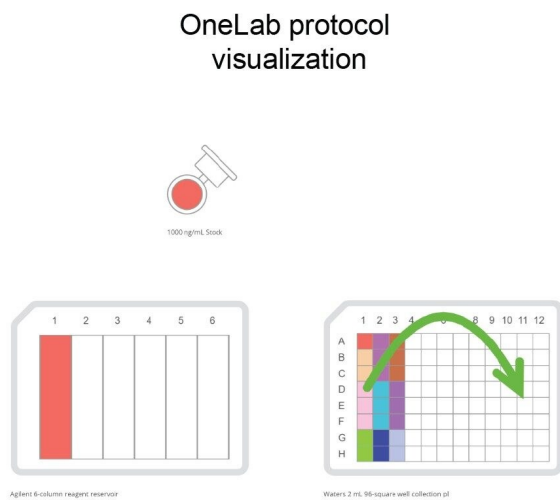 OneLab protocol
visualization
1000 ng/mL Stock
1 2 3 4 5 6
1 2 3 4 8 9 10 11 12
A
B
C
D
E
F
G
H
Agilent 6-column reagent reservoir
Waters 2 mL 96-square well collection pl